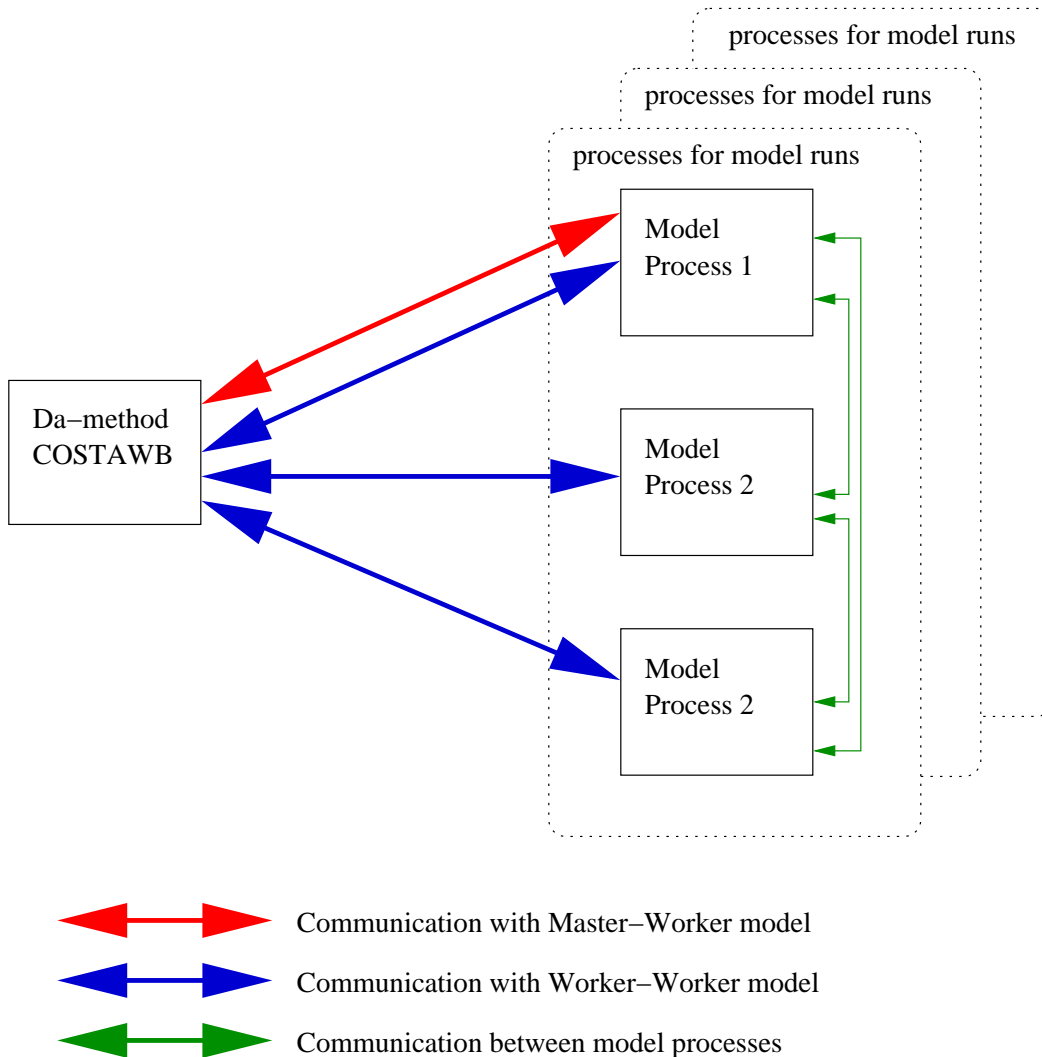 processes for model runs
processes for model runs
processes for model runs
Model
Process 1
Da−method
COSTAWB
Model
Process 2
Model
Process 2
Communication with Master−Worker model
Communication with Worker−Worker model
Communication between model processes